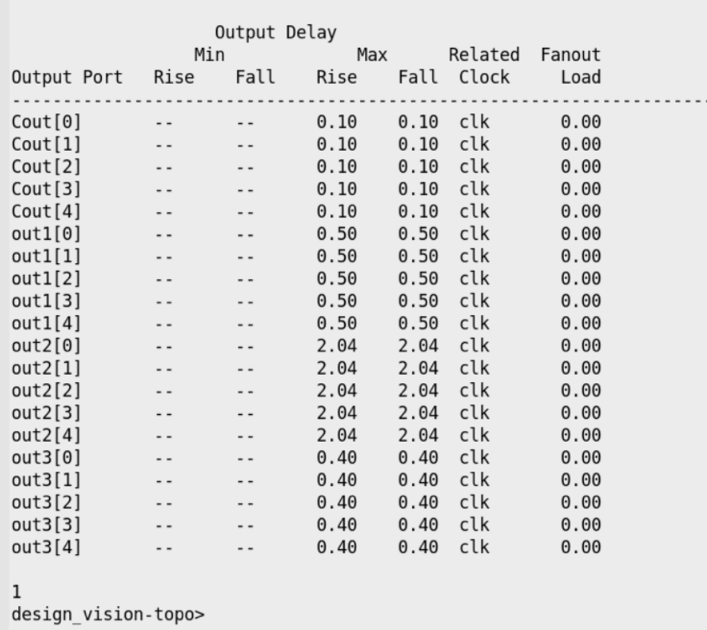 Output Delay
Min Max Related Fanout
Output Port Rise Fall Rise Fall Clock Load
--------------------------------------------------------------------------------
Cout[0] -- -- 0.10 0.10 clk 0.00
Cout[1] -- -- 0.10 0.10 clk 0.00
Cout[2] -- -- 0.10 0.10 clk 0.00
Cout[3] -- -- 0.10 0.10 clk 0.00
Cout[4] -- -- 0.10 0.10 clk 0.00
out1[0] -- -- 0.50 0.50 clk 0.00
out1[1] -- -- 0.50 0.50 clk 0.00
out1[2] -- -- 0.50 0.50 clk 0.00
out1[3] -- -- 0.50 0.50 clk 0.00
out1[4] -- -- 0.50 0.50 clk 0.00
out2[0] -- -- 2.04 2.04 clk 0.00
out2[1] -- -- 2.04 2.04 clk 0.00
out2[2] -- -- 2.04 2.04 clk 0.00
out2[3] -- -- 2.04 2.04 clk 0.00
out2[4] -- -- 2.04 2.04 clk 0.00
out3[0] -- -- 0.40 0.40 clk 0.00
out3[1] -- -- 0.40 0.40 clk 0.00
out3[2] -- -- 0.40 0.40 clk 0.00
out3[3] -- -- 0.40 0.40 clk 0.00
out3[4] -- -- 0.40 0.40 clk 0.00
1
design_vision-topo>